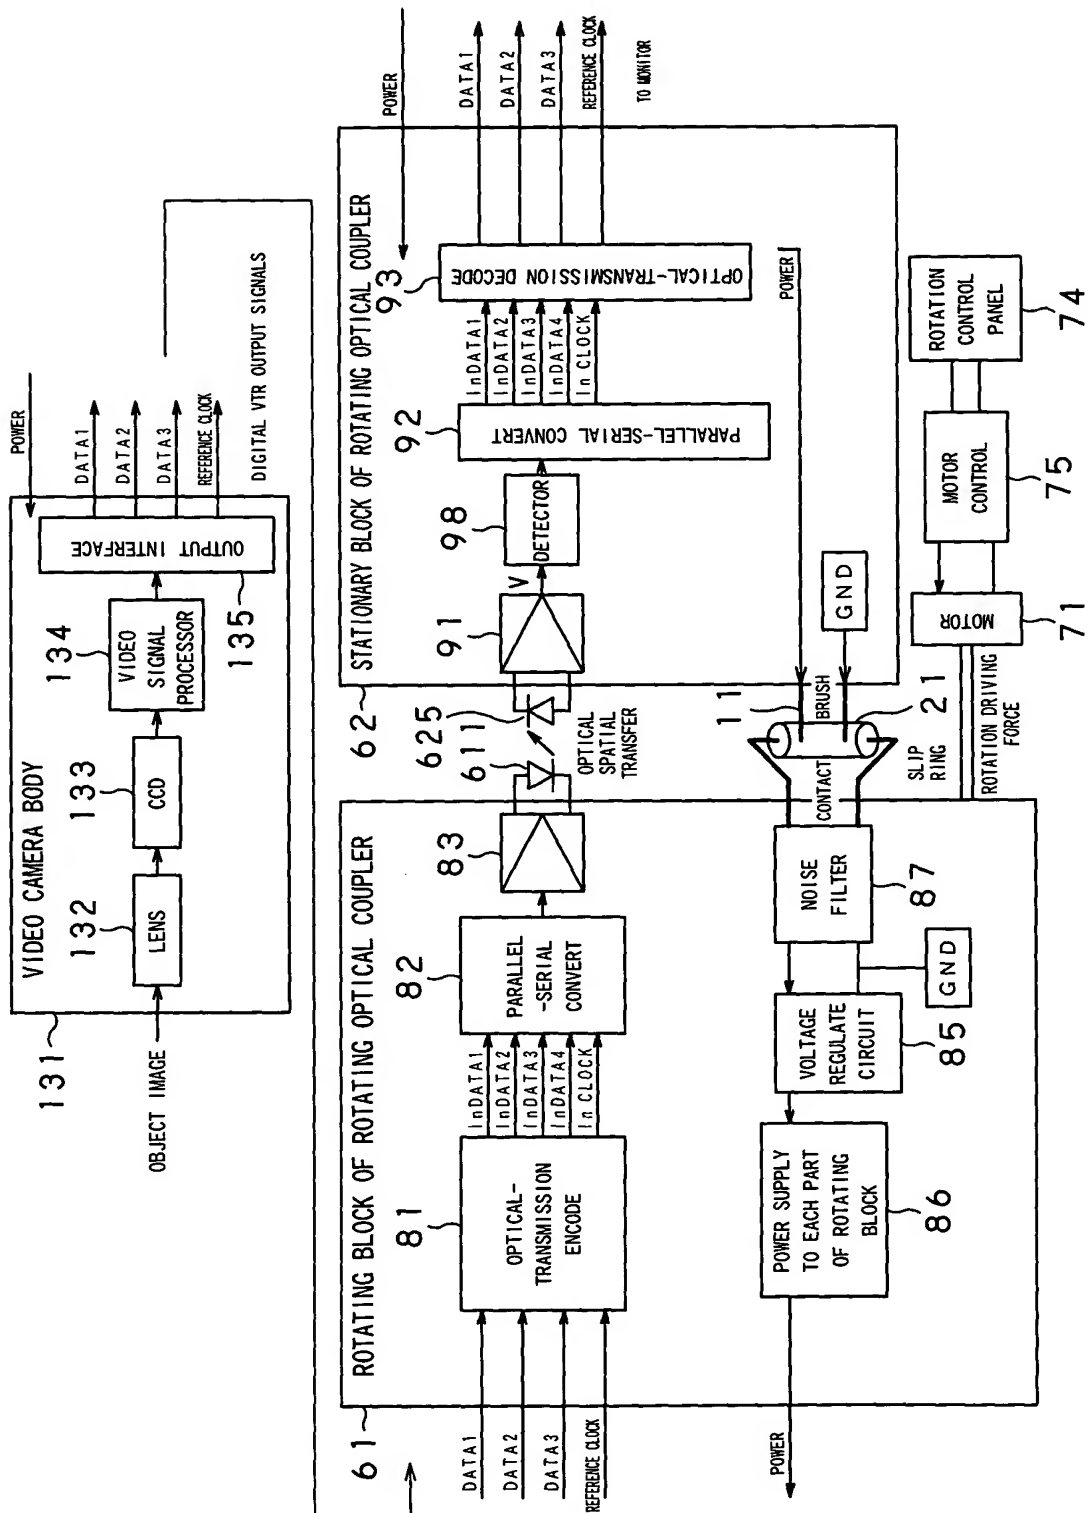 VIDEO CAMERA BODY
131
OBJECT IMAGE
132
LENS
133
CCD
134
VIDEO
SIGNAL
PROCESSOR
135
OUTPUT INTERFACE
POWER
DATA1
DATA2
DATA3
REFERENCE CLOCK
DIGITAL VTR OUTPUT SIGNALS
61
ROTATING BLOCK OF ROTATING OPTICAL COUPLER
DATA1
DATA2
DATA3
REFERENCE CLOCK
81
OPTICAL-
TRANSMISSION
ENCODE
InDATA1
InDATA2
InDATA3
InDATA4
In CLOCK
82
PARALLEL
-SERIAL
CONVERT
83
611
625
OPTICAL
SPATIAL
TRANSFER
62
STATIONARY BLOCK OF ROTATING OPTICAL COUPLER
91
V
98
DETECTOR
92
PARALLEL-SERIAL CONVERT
InDATA1
InDATA2
InDATA3
InDATA4
In CLOCK
93
OPTICAL-TRANSMISSION DECODE
POWER
DATA1
DATA2
DATA3
REFERENCE CLOCK
TO MONITOR
POWER
POWER SUPPLY
TO EACH PART
OF ROTATING
BLOCK
86
VOLTAGE
REGULATE
CIRCUIT
85
GND
NOISE
FILTER
87
CONTACT
BRUSH
11
21
SLIP
RING
GND
POWER
ROTATION DRIVING
FORCE
MOTOR
71
MOTOR
CONTROL
75
ROTATION
CONTROL
PANEL
74